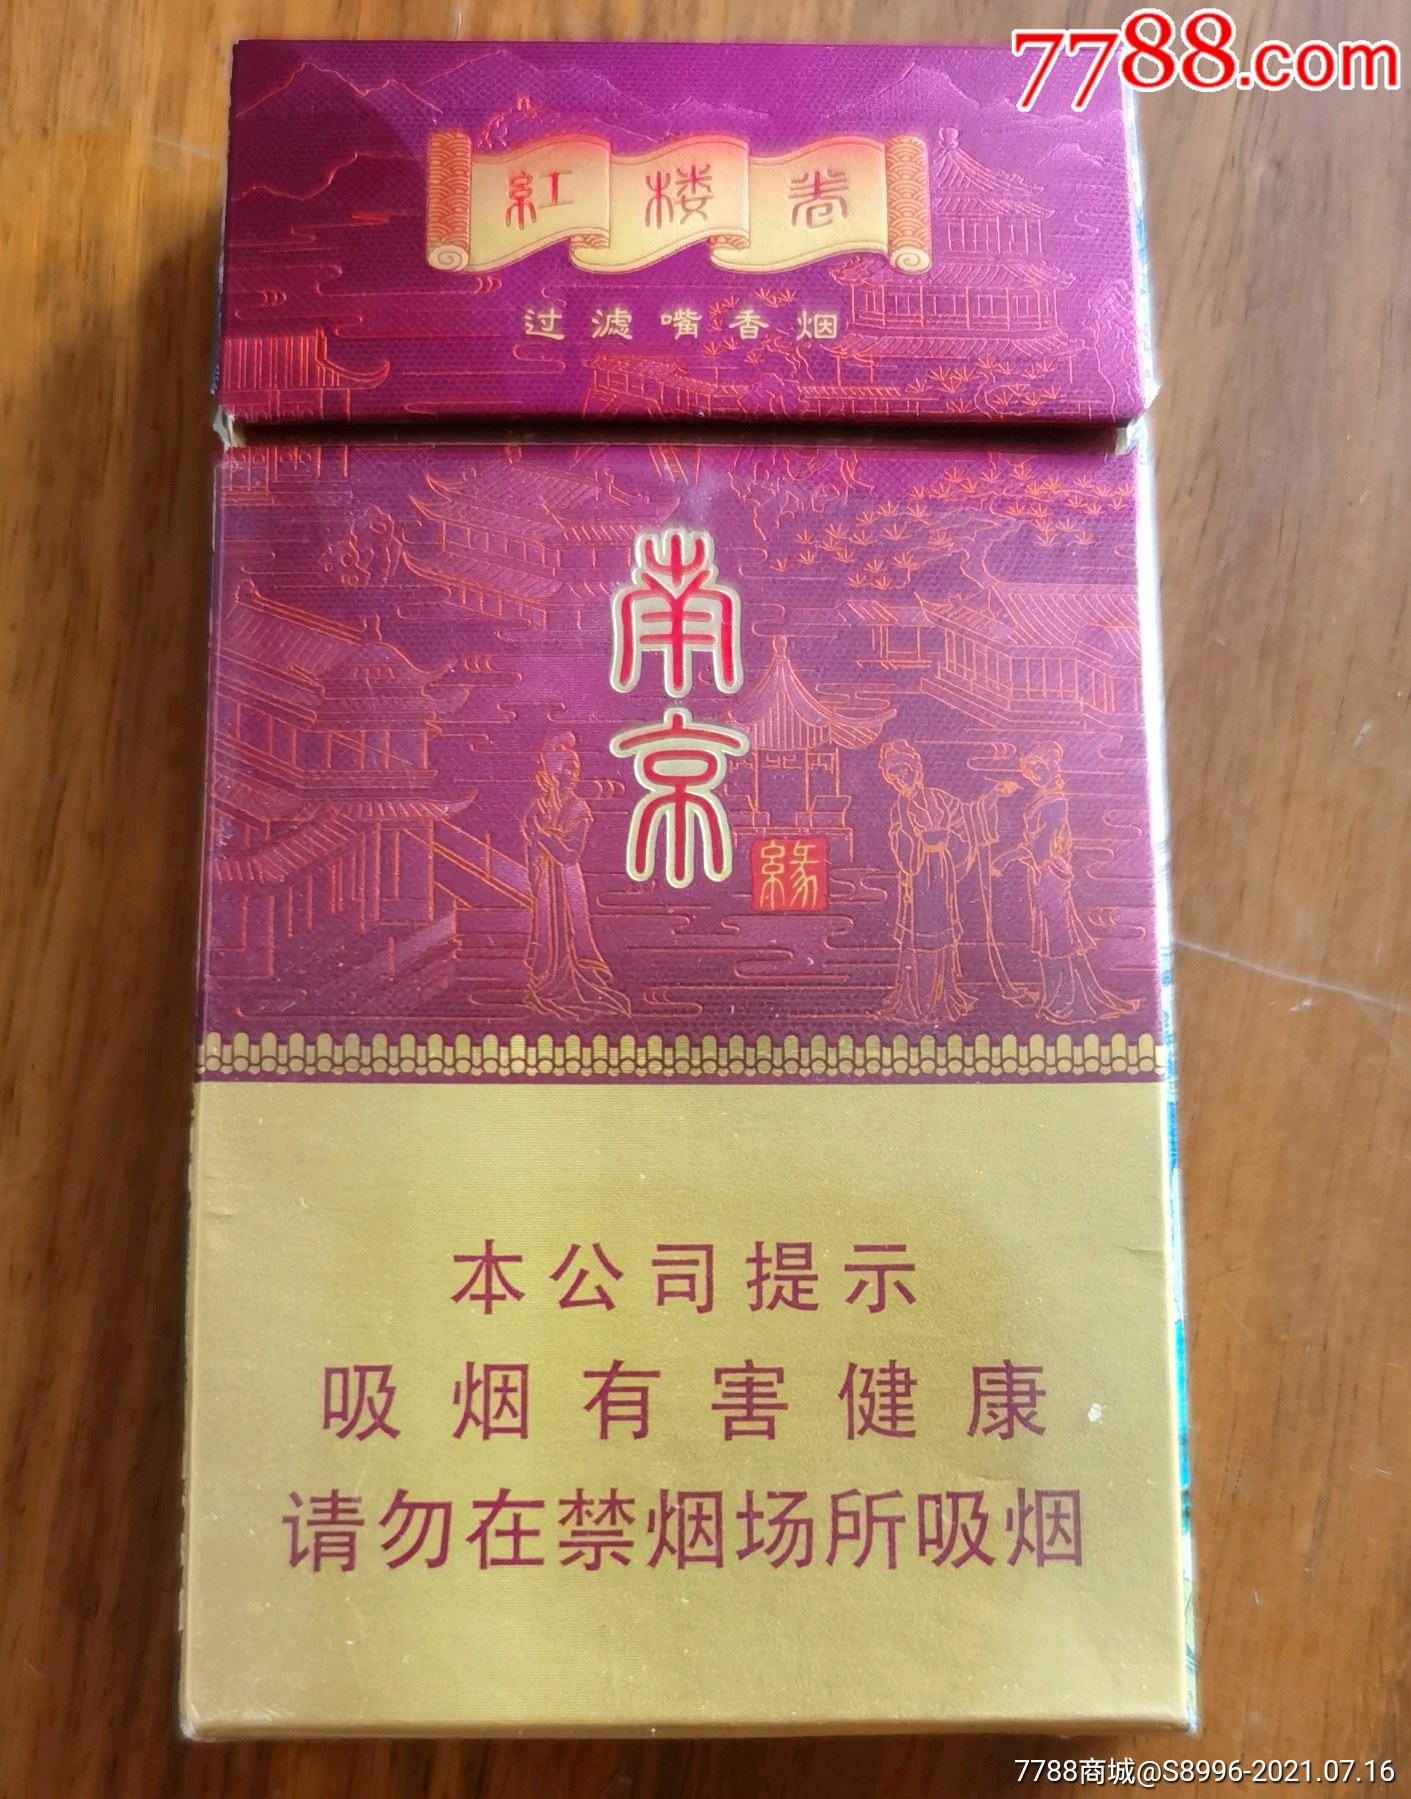 7788.com
紅楼卷
过滤嘴香烟
南
京
緣
本公司提示
吸烟有害健康
请勿在禁烟场所吸烟
7788商城@S8996-2021.07.16